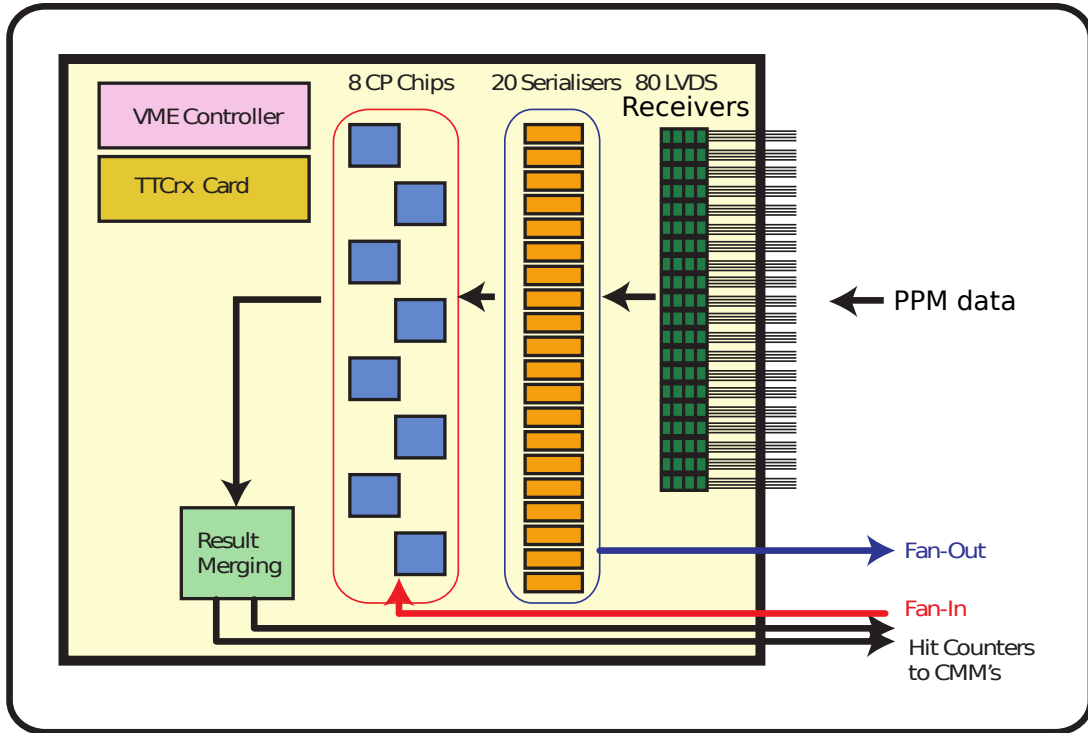 8 CP Chips
20 Serialisers
80 LVDS
Receivers
VME Controller
TTCrx Card
PPM data
Result
Merging
Fan-Out
Fan-In
Hit Counters
to CMM's